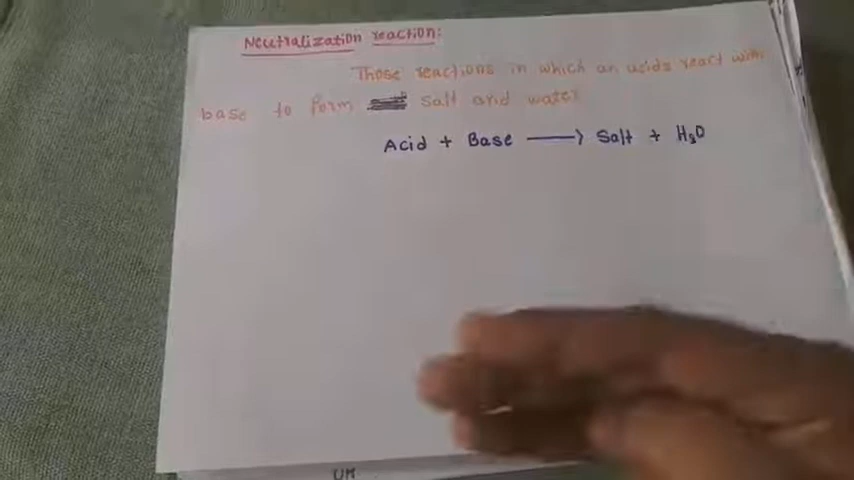 Neutralization reaction:
Those reactions in which an acids react with
base to form salt and water
Acid + Base ⟶ Salt + H₂O
UM